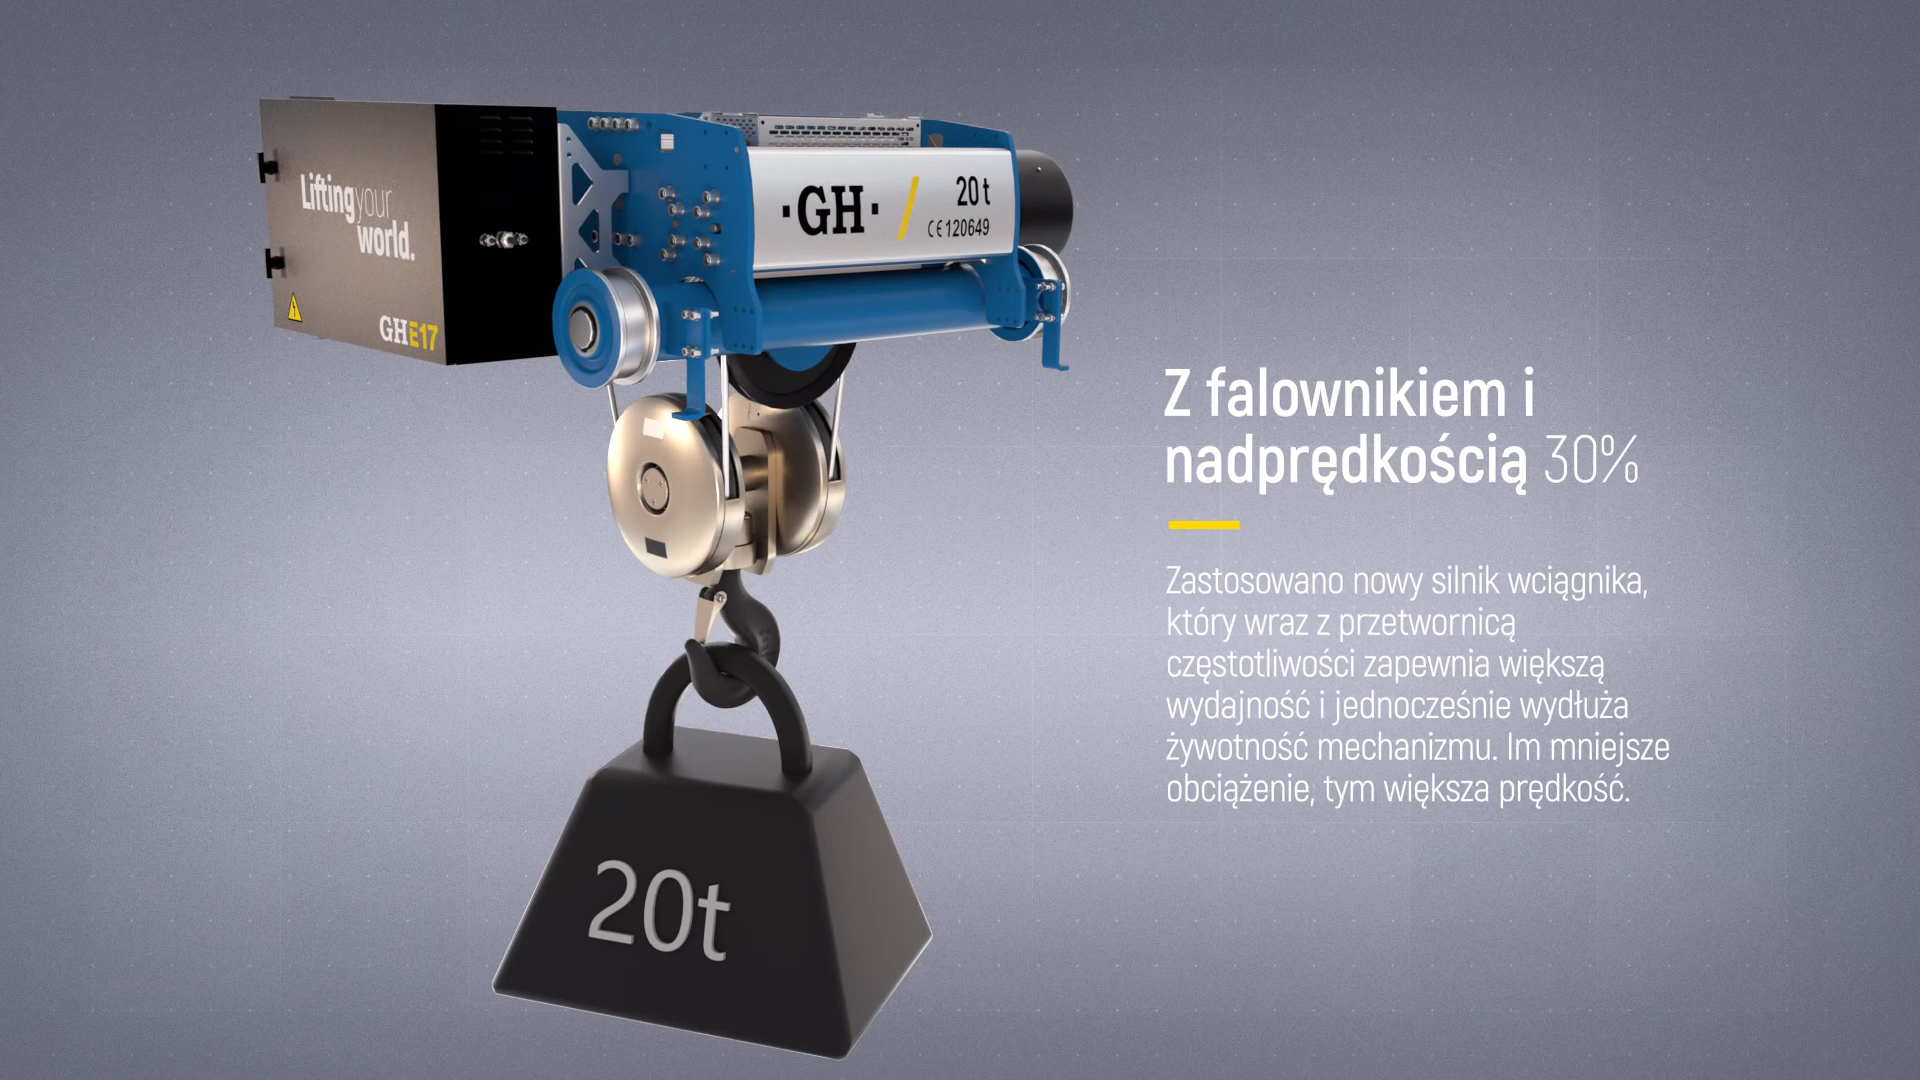 Lifting your
world.
GHE17
·GH· /
20 t
CE 120649
20t
Z falownikiem i
nadprędkością 30%
Zastosowano nowy silnik wciągnika,
który wraz z przetwornicą
częstotliwości zapewnia większą
wydajność i jednocześnie wydłuża
żywotność mechanizmu. Im mniejsze
obciążenie, tym większa prędkość.